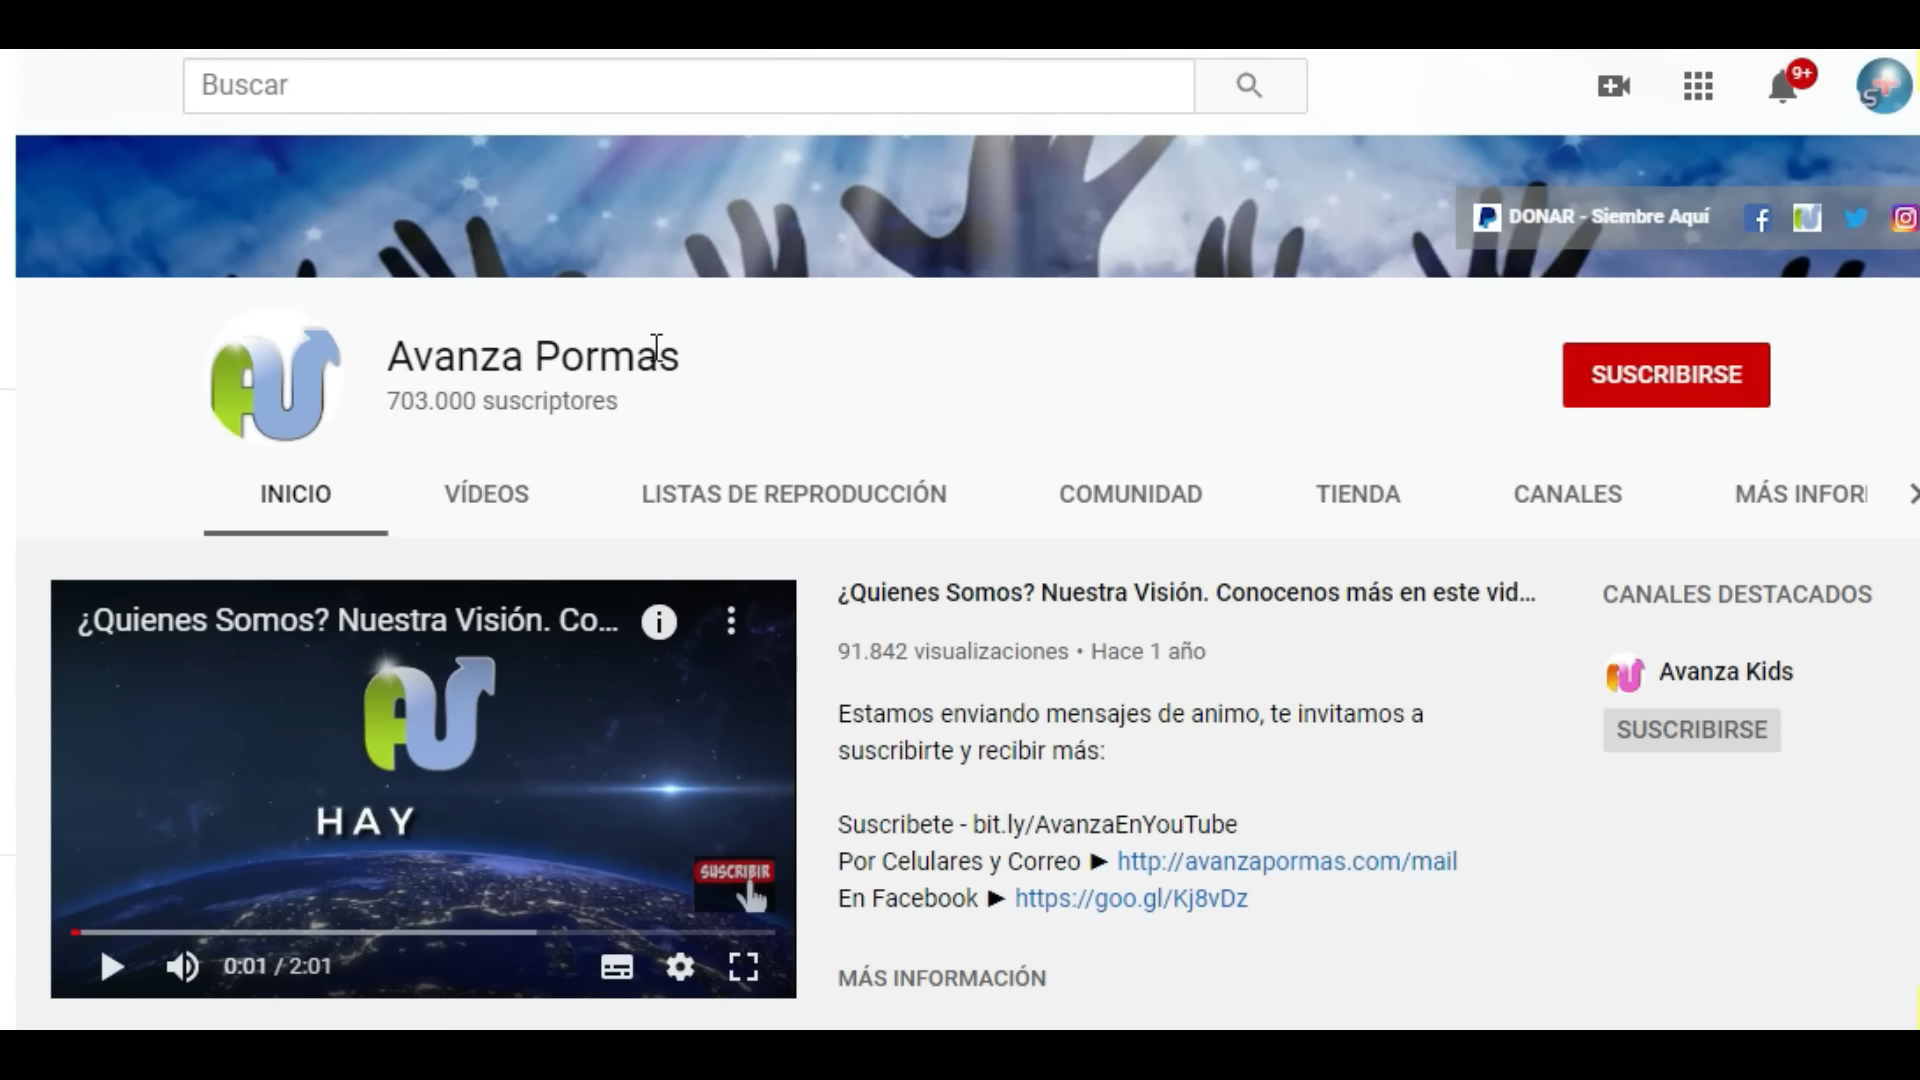 Buscar
9+
DONAR - Siembre Aquí
Avanza Pormas
703.000 suscriptores
SUSCRIBIRSE
INICIO
VÍDEOS
LISTAS DE REPRODUCCIÓN
COMUNIDAD
TIENDA
CANALES
MÁS INFOR
¿Quienes Somos? Nuestra Visión. Co...
HAY
SUSCRIBIR
0:01 / 2:01
¿Quienes Somos? Nuestra Visión. Conocenos más en este vid...
91.842 visualizaciones • Hace 1 año
Estamos enviando mensajes de animo, te invitamos a
suscribirte y recibir más:
Suscribete - bit.ly/AvanzaEnYouTube
Por Celulares y Correo ► http://avanzapormas.com/mail
En Facebook ► https://goo.gl/Kj8vDz
MÁS INFORMACIÓN
CANALES DESTACADOS
Avanza Kids
SUSCRIBIRSE